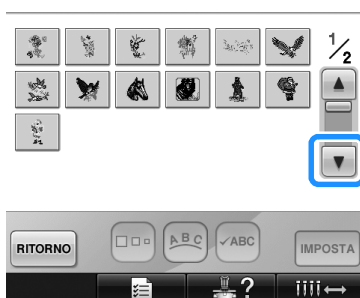 1/2
RITORNO
ABC
✓ABC
IMPOSTA
?